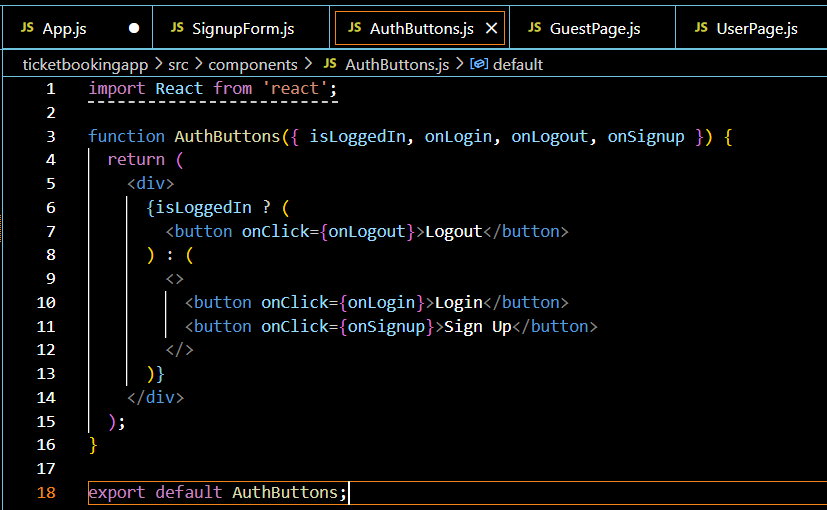 JS App.js JS SignupForm.js JS AuthButtons.js JS GuestPage.js JS UserPage.js
ticketbookingapp > src > components > JS AuthButtons.js > default
1 import React from 'react';
2
3 function AuthButtons({ isLoggedIn, onLogin, onLogout, onSignup }) {
4   return (
5     <div>
6       {isLoggedIn ? (
7         <button onClick={onLogout}>Logout</button>
8       ) : (
9         <>
10           <button onClick={onLogin}>Login</button>
11           <button onClick={onSignup}>Sign Up</button>
12         </>
13       )}
14     </div>
15   );
16 }
17
18 export default AuthButtons;